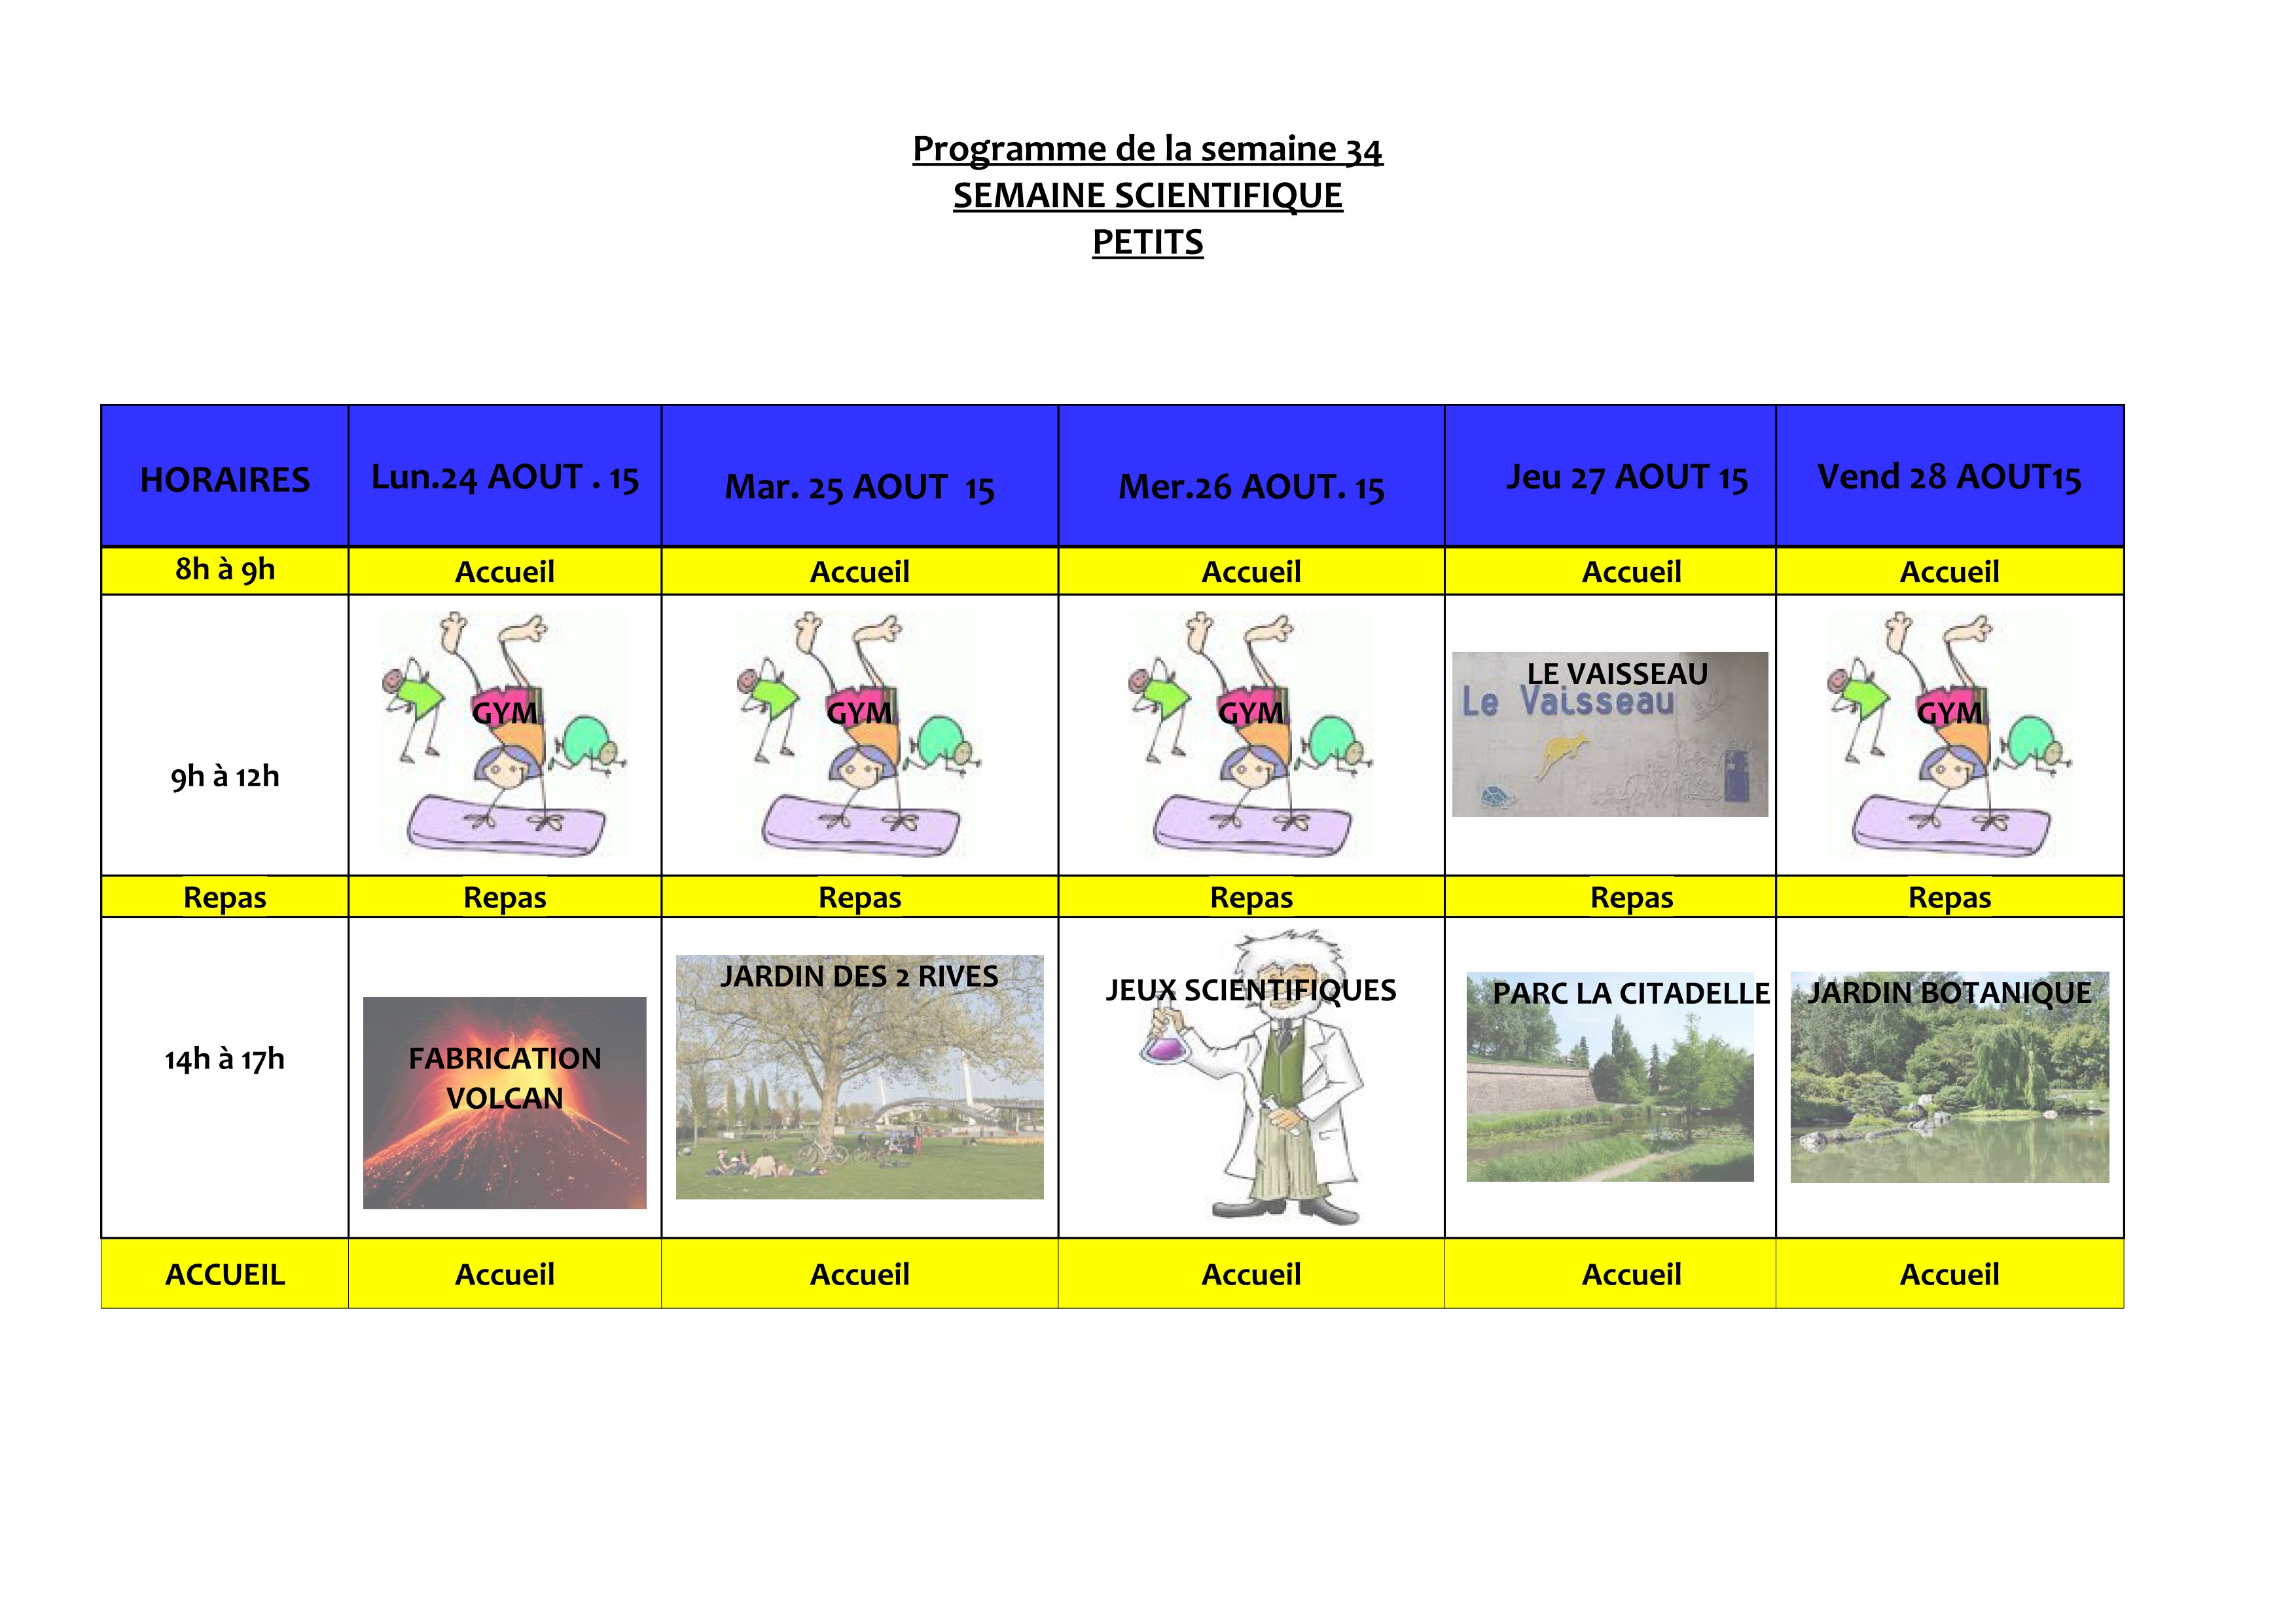 Programme de la semaine 34
SEMAINE SCIENTIFIQUE
PETITS
HORAIRES Lun.24 AOUT . 15 Mar. 25 AOUT 15 Mer.26 AOUT. 15 Jeu 27 AOUT 15 Vend 28 AOUT15
8h à 9h Accueil Accueil Accueil Accueil Accueil
9h à 12h GYM GYM GYM LE VAISSEAU Le Vaisseau GYM
Repas Repas Repas Repas Repas Repas
14h à 17h FABRICATION VOLCAN JARDIN DES 2 RIVES JEUX SCIENTIFIQUES PARC LA CITADELLE JARDIN BOTANIQUE
ACCUEIL Accueil Accueil Accueil Accueil Accueil